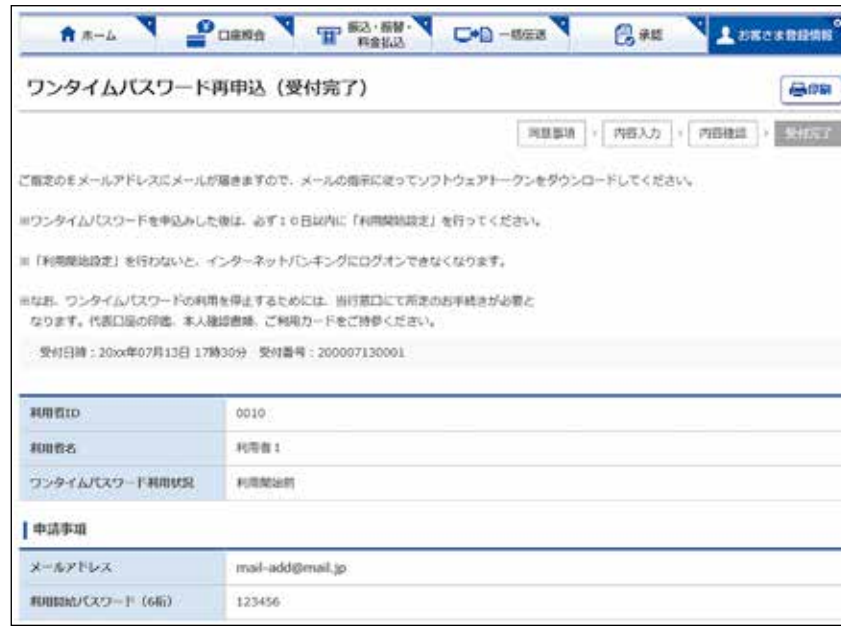 ホーム
口座照会
振込・振替・
料金払込
一括伝送
承認
お客さま登録情報
ワンタイムパスワード再申込（受付完了）
印刷
同意事項
内容入力
内容確認
受付完了
ご指定のEメールアドレスにメールが届きますので、メールの指示に従ってソフトウェアトークンをダウンロードしてください。
※ワンタイムパスワードを申込みした後は、必ず１０日以内に「利用開始設定」を行ってください。
※「利用開始設定」を行わないと、インターネットバンキングにログオンできなくなります。
※なお、ワンタイムパスワードの利用を停止するためには、当行窓口にて所定のお手続きが必要と
なります。代表口座の印鑑、本人確認書類、ご利用カードをご持参ください。
受付日時：20xx年07月13日 17時30分 受付番号：200007130001
利用者ID 0010
利用者名 利用者１
ワンタイムパスワード利用状況 利用開始前
申請事項
メールアドレス mail-add@mail.jp
利用開始パスワード（6桁） 123456